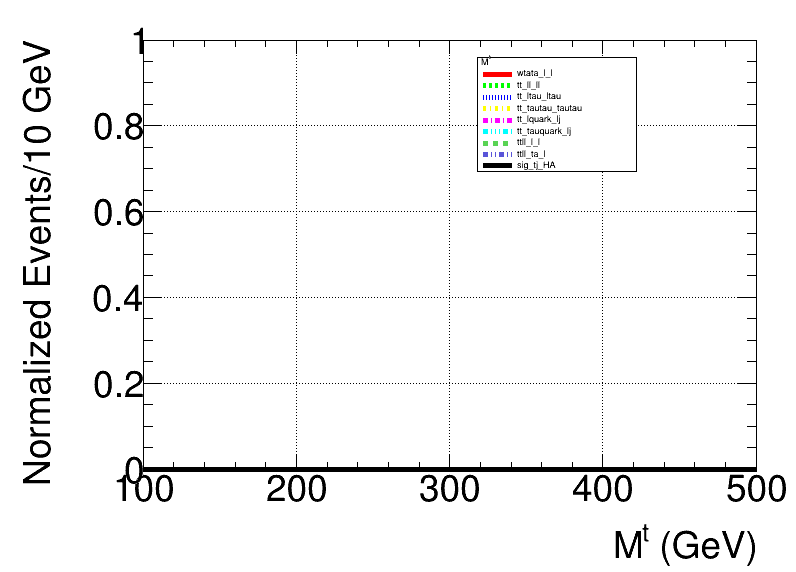 Normalized Events/10 GeV
1
0.8
0.6
0.4
0.2
0
M^t
wtata_l_l
tt_ll_ll
tt_ltau_ltau
tt_tautau_tautau
tt_lquark_lj
tt_tauquark_lj
ttll_l_l
ttll_ta_l
sig_tj_HA
100 200 300 400 500
M^t (GeV)